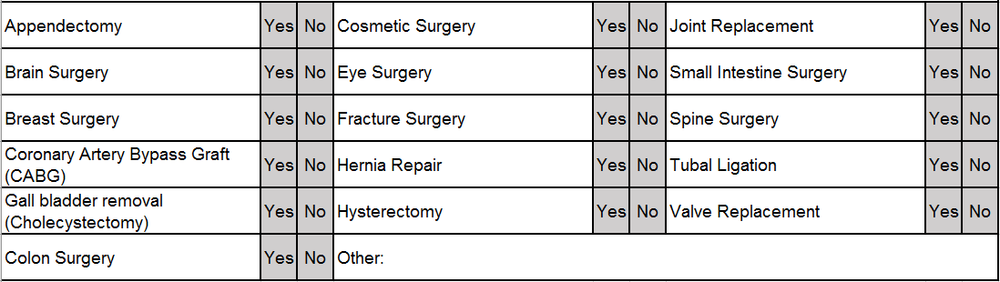 Appendectomy Yes No Cosmetic Surgery Yes No Joint Replacement Yes No
Brain Surgery Yes No Eye Surgery Yes No Small Intestine Surgery Yes No
Breast Surgery Yes No Fracture Surgery Yes No Spine Surgery Yes No
Coronary Artery Bypass Graft
(CABG) Yes No Hernia Repair Yes No Tubal Ligation Yes No
Gall bladder removal
(Cholecystectomy) Yes No Hysterectomy Yes No Valve Replacement Yes No
Colon Surgery Yes No Other: